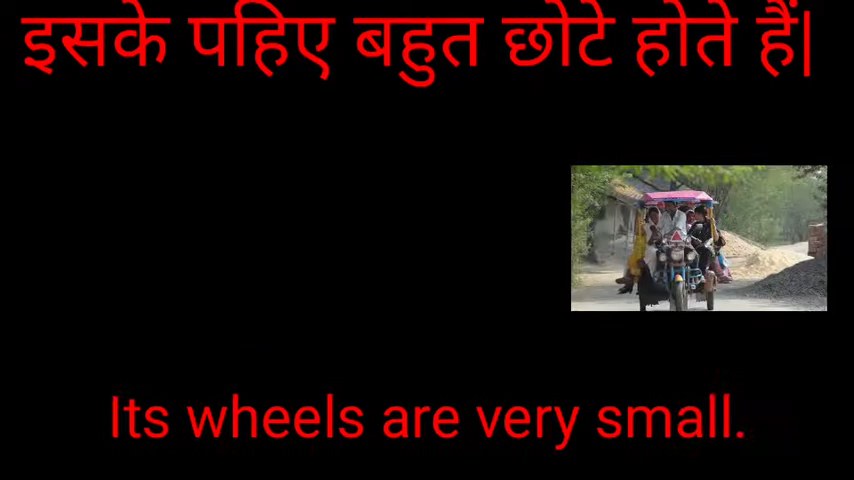 इसके पहिए बहुत छोटे होते हैं|
Its wheels are very small.